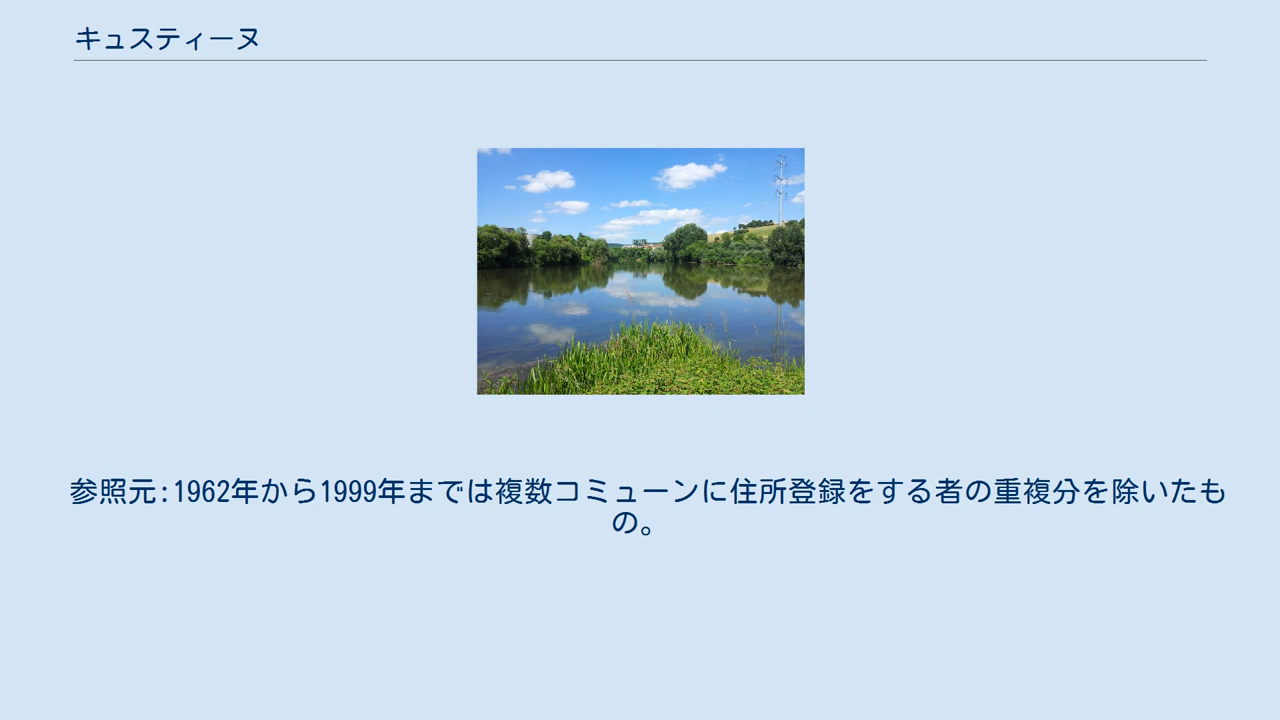 キュスティーヌ
参照元:1962年から1999年までは複数コミューンに住所登録をする者の重複分を除いたも
の。